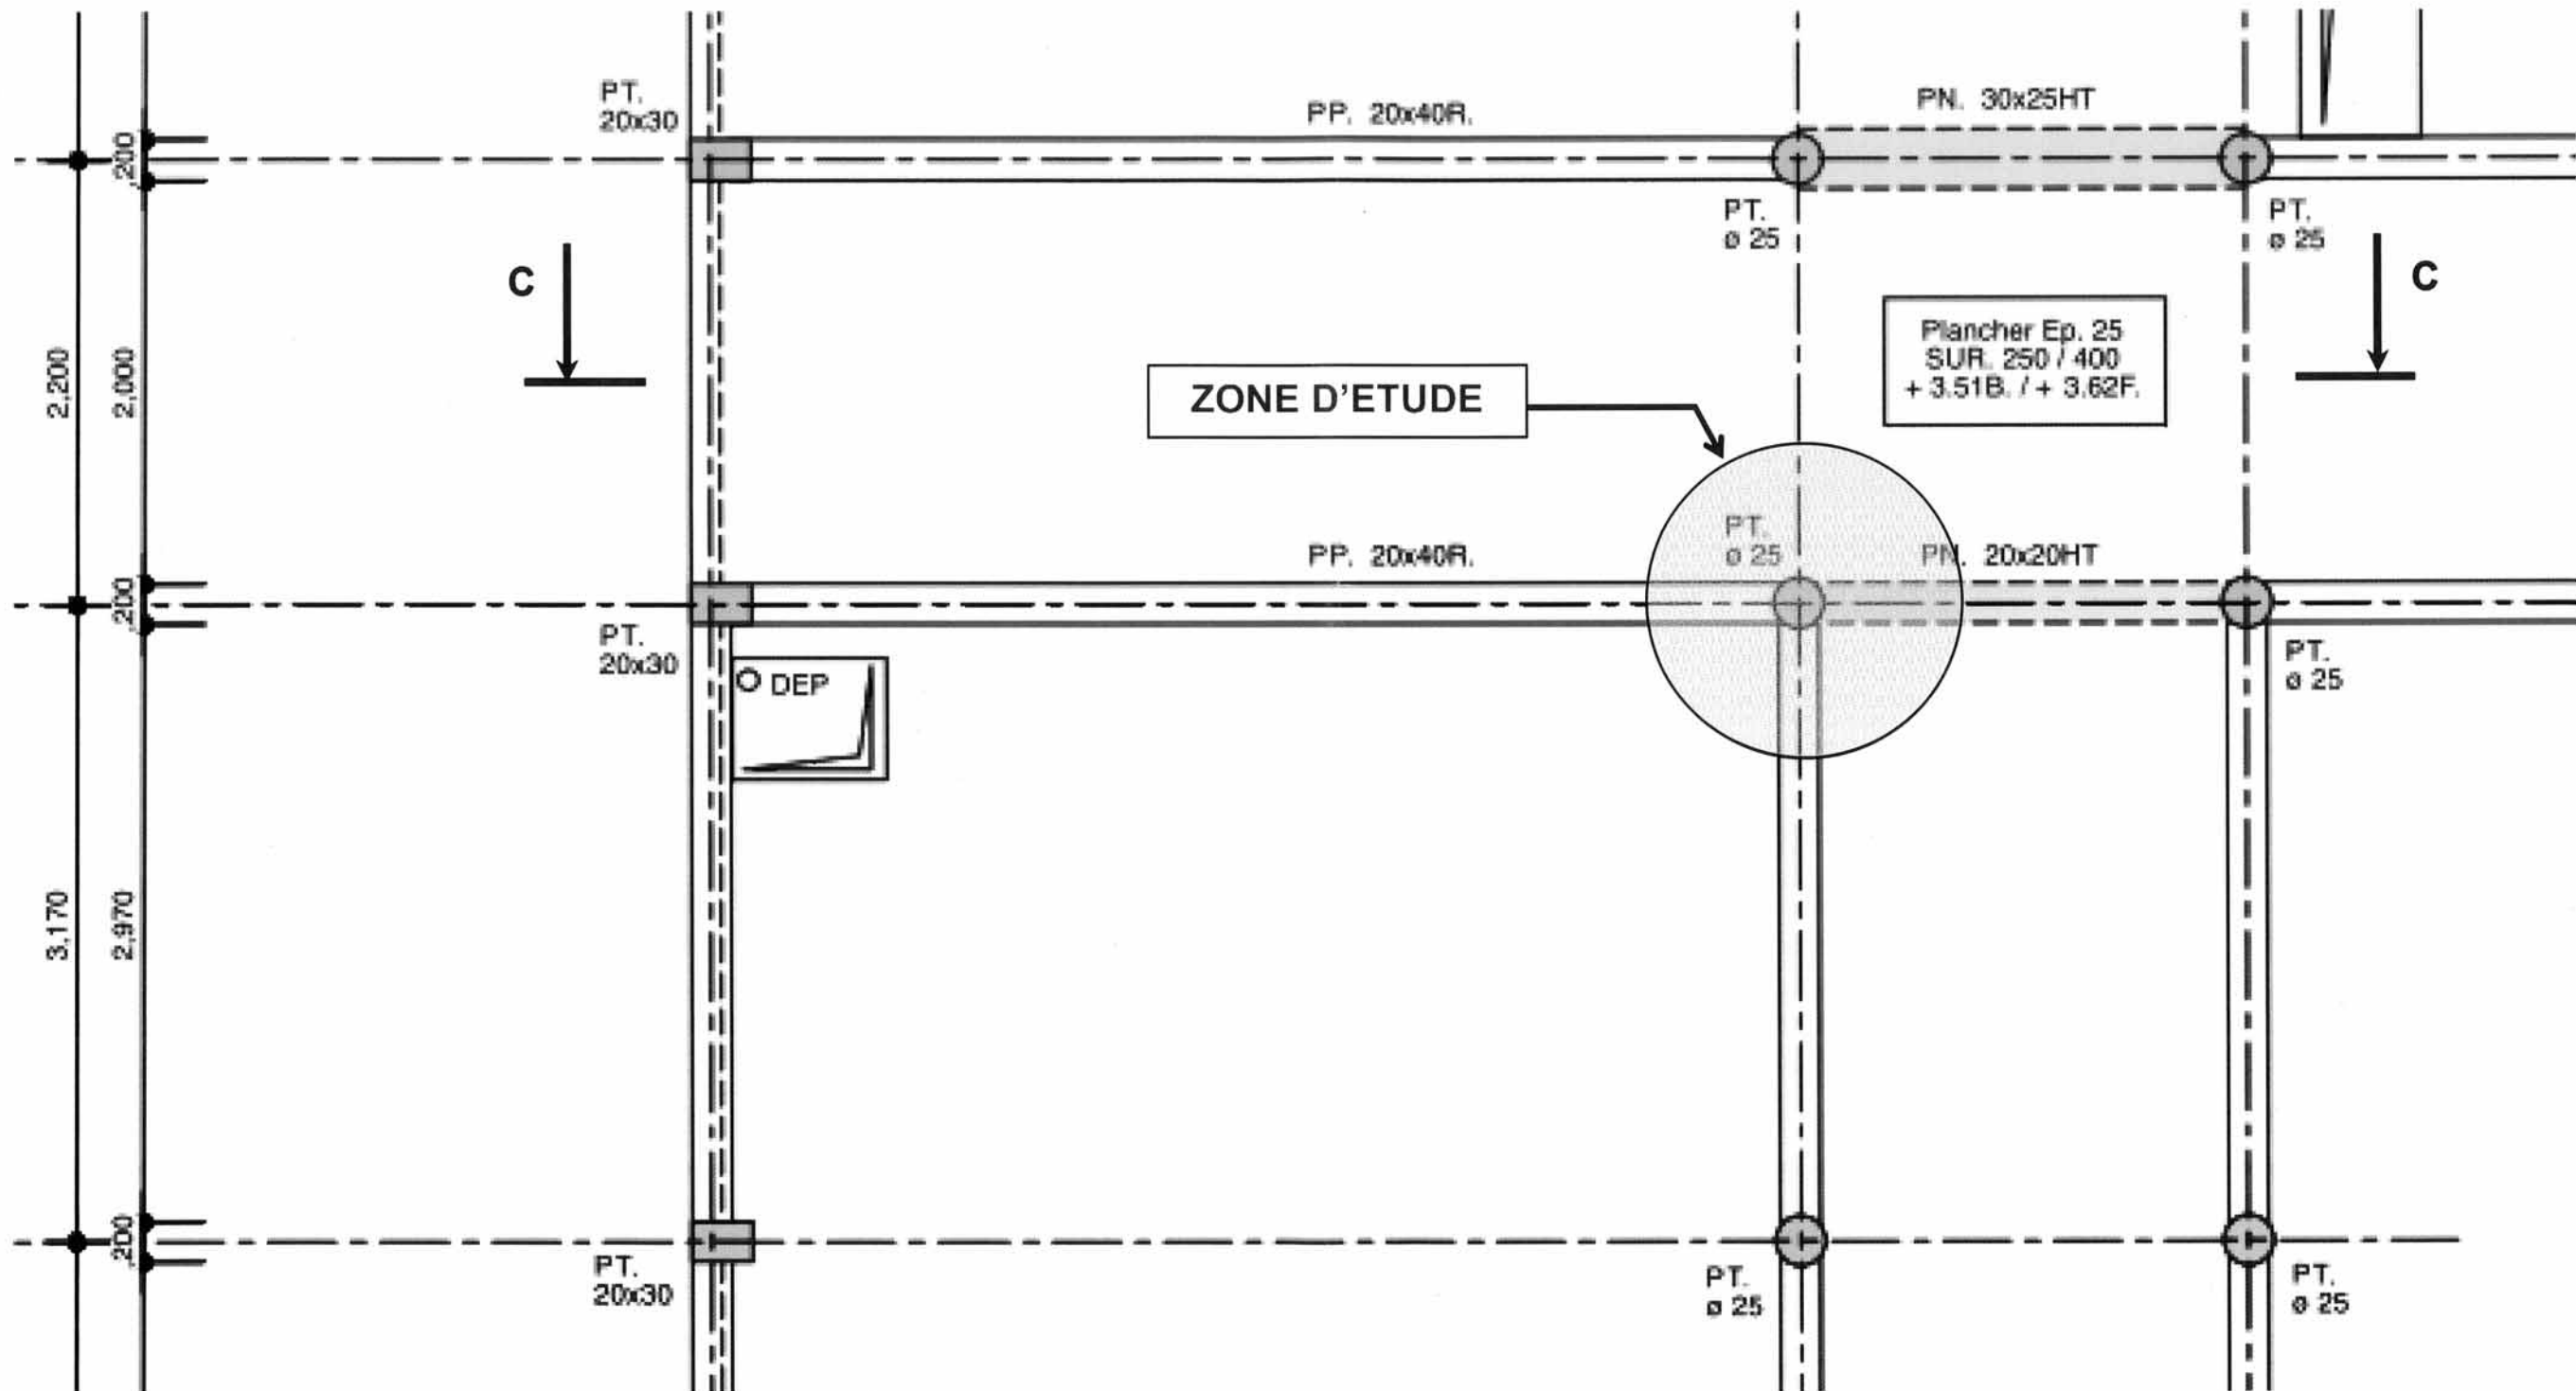 PT.
20x30
PP. 20x40R.
PN. 30x25HT
,200
PT.
ø 25
PT.
ø 25
C
C
Plancher Ep. 25
SUR. 250 / 400
+ 3.51B. / + 3.62F.
2,200
2,000
ZONE D'ETUDE
PT.
ø 25
PP. 20x40R.
PN. 20x20HT
,200
PT.
20x30
DEP
PT.
ø 25
3,170
2,970
,200
PT.
20x30
PT.
ø 25
PT.
ø 25